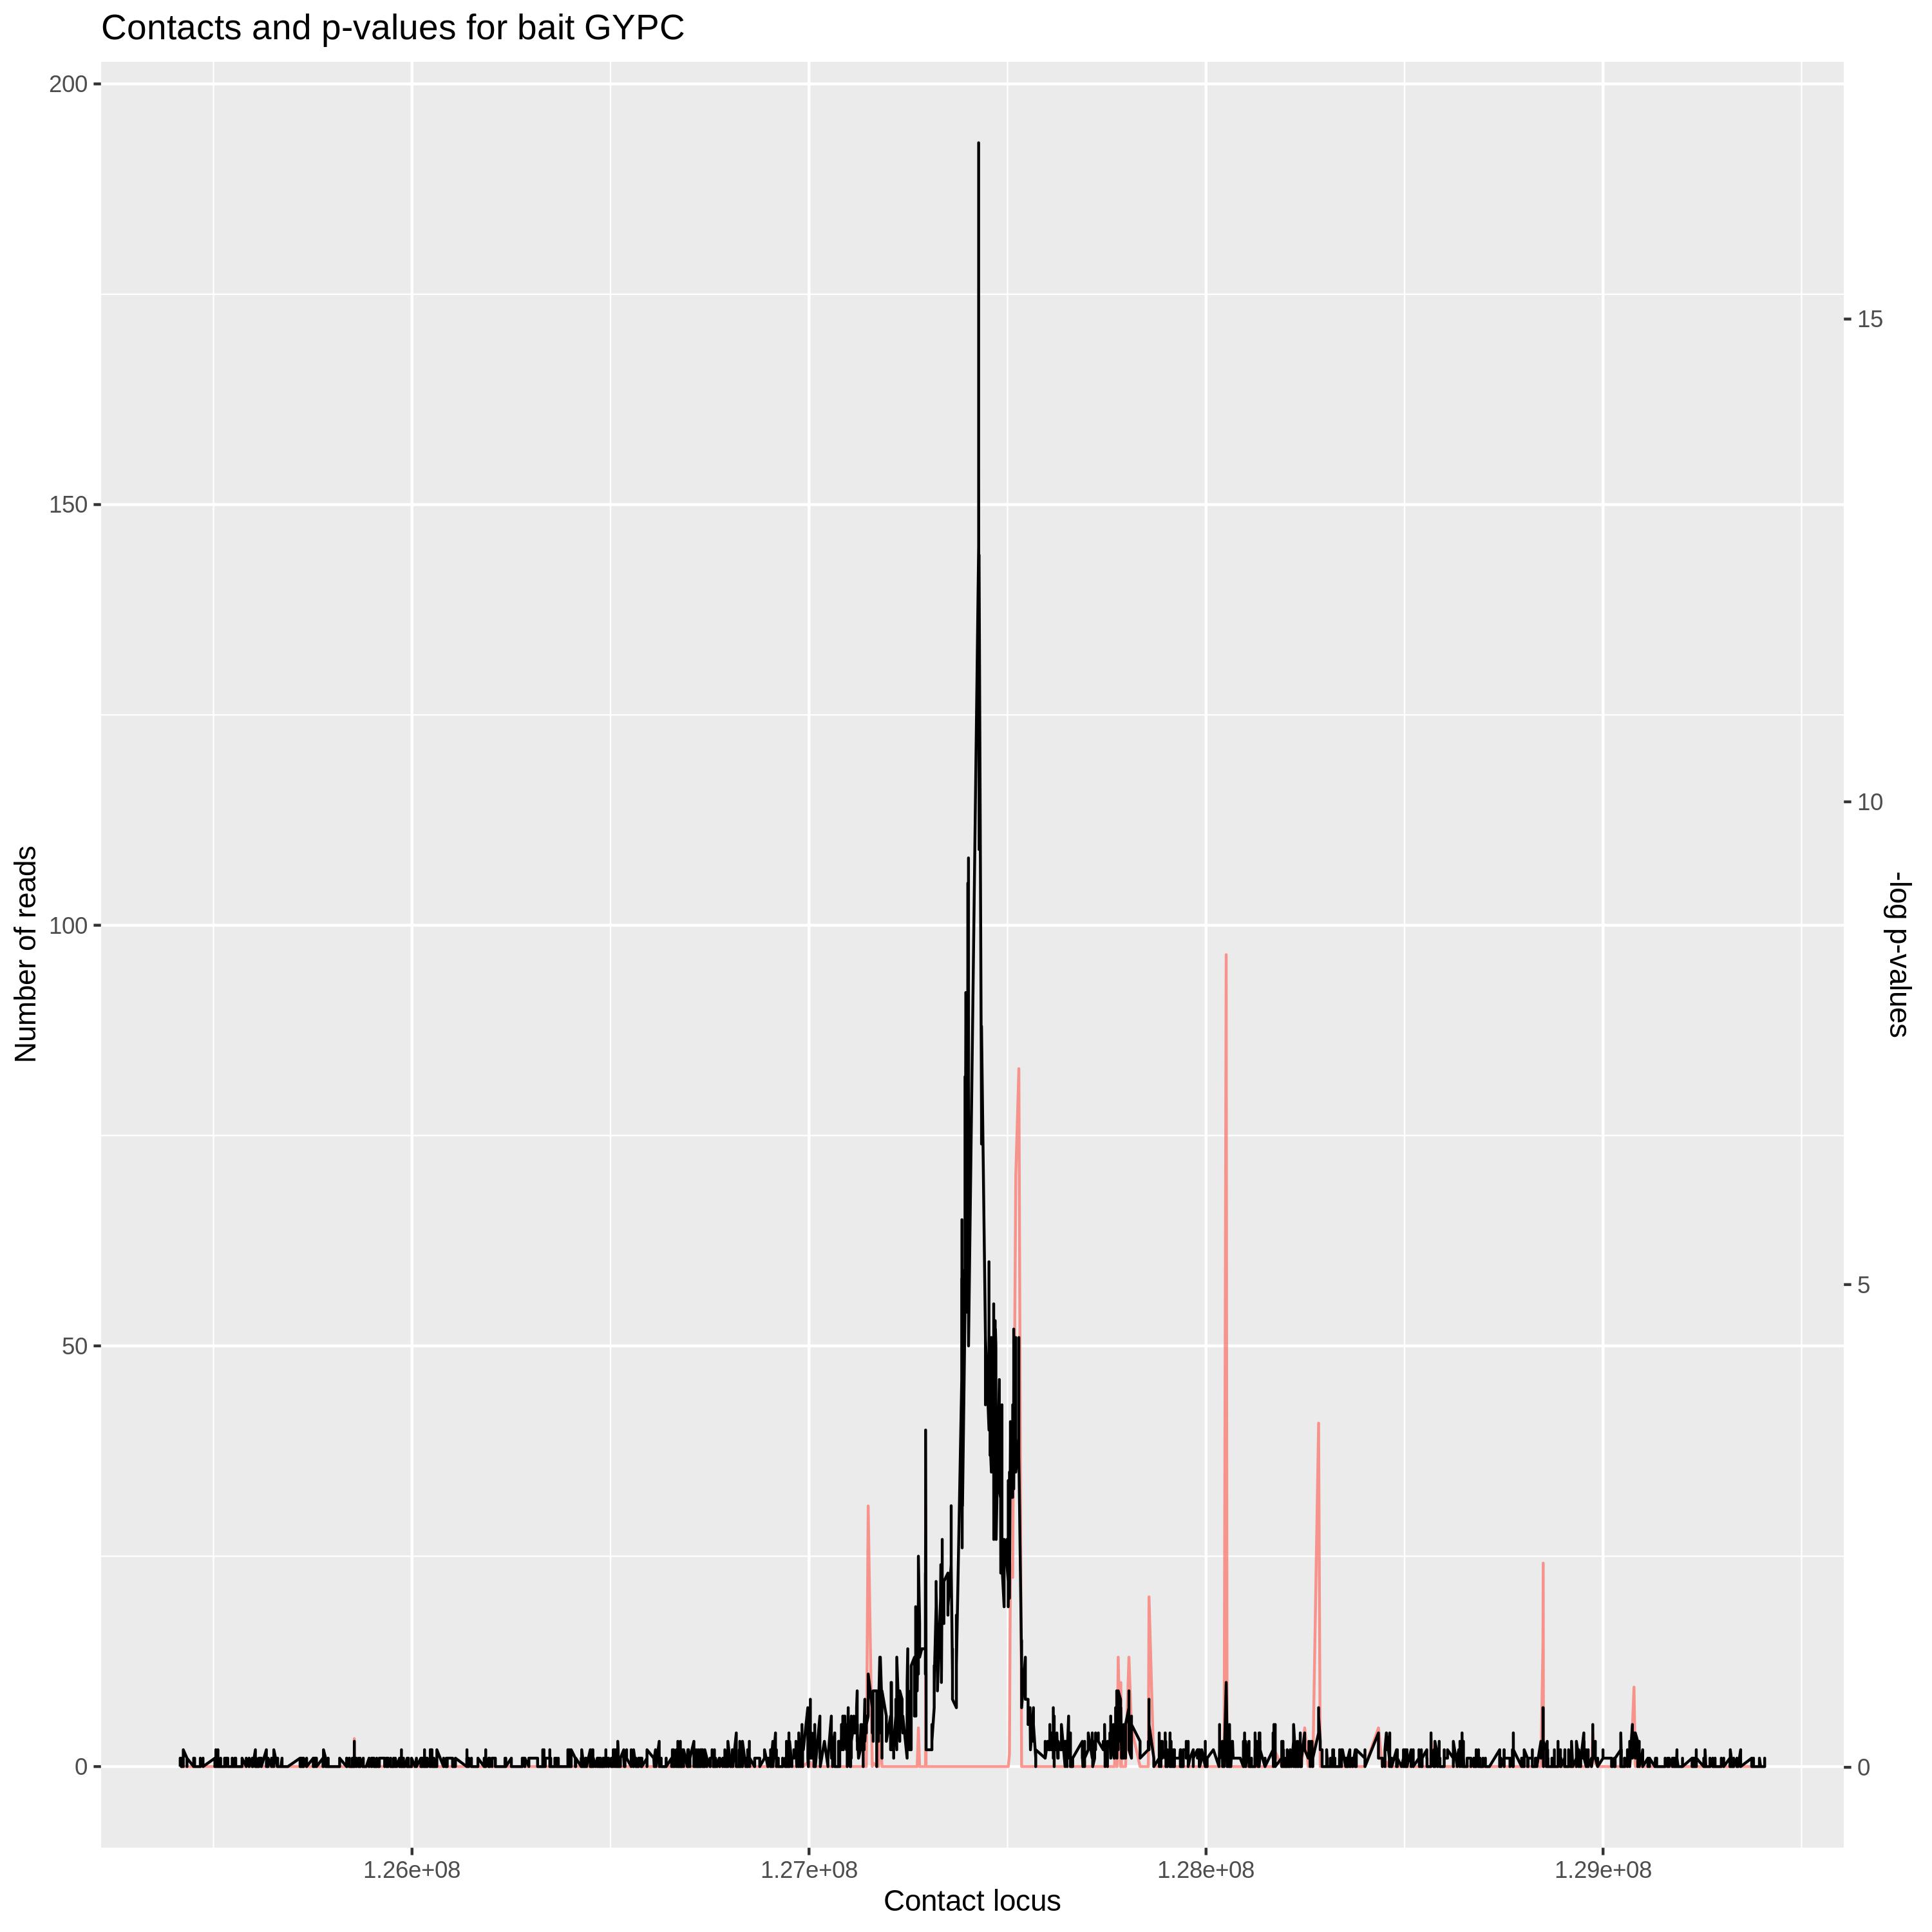 Contacts and p-values for bait GYPC
200
150
100
50
0
Number of reads
15
10
5
0
-log p-values
1.26e+08
1.27e+08
1.28e+08
1.29e+08
Contact locus